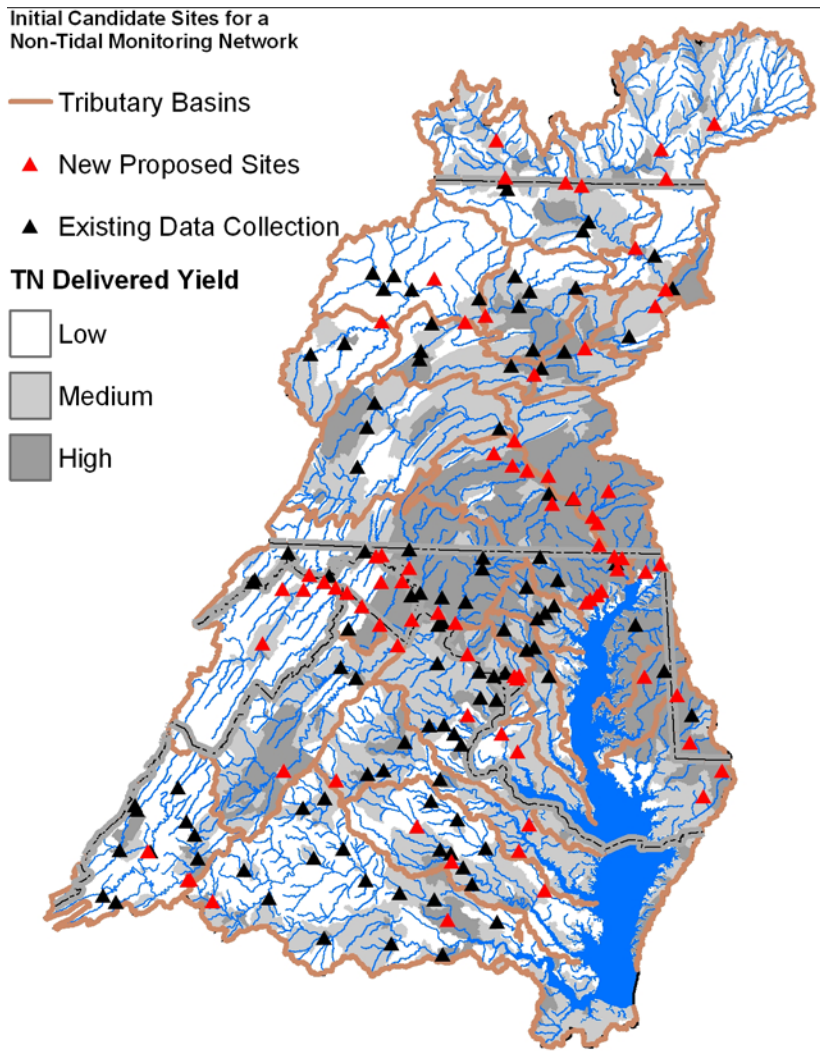 Initial Candidate Sites for a
Non-Tidal Monitoring Network
Tributary Basins
New Proposed Sites
Existing Data Collection
TN Delivered Yield
Low
Medium
High